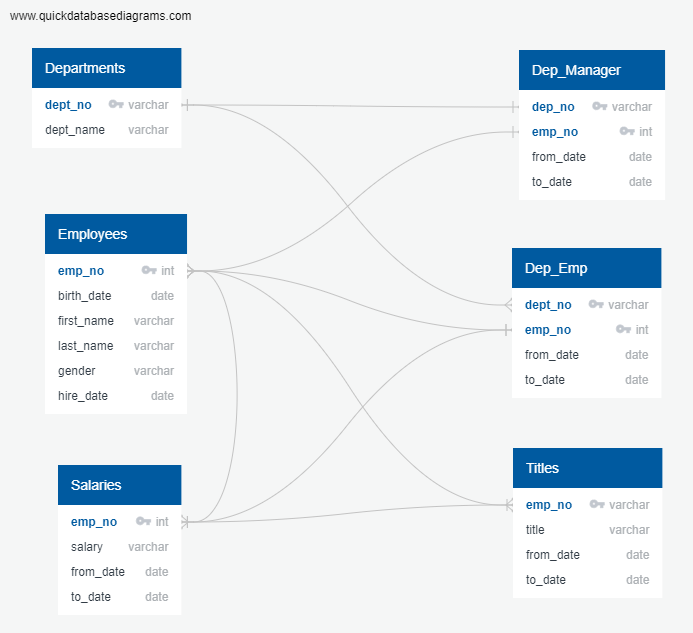 www.quickdatabasediagrams.com
Departments
dept_no varchar
dept_name varchar
Dep_Manager
dep_no varchar
emp_no int
from_date date
to_date date
Employees
emp_no int
birth_date date
first_name varchar
last_name varchar
gender varchar
hire_date date
Dep_Emp
dept_no varchar
emp_no int
from_date date
to_date date
Salaries
emp_no int
salary varchar
from_date date
to_date date
Titles
emp_no varchar
title varchar
from_date date
to_date date